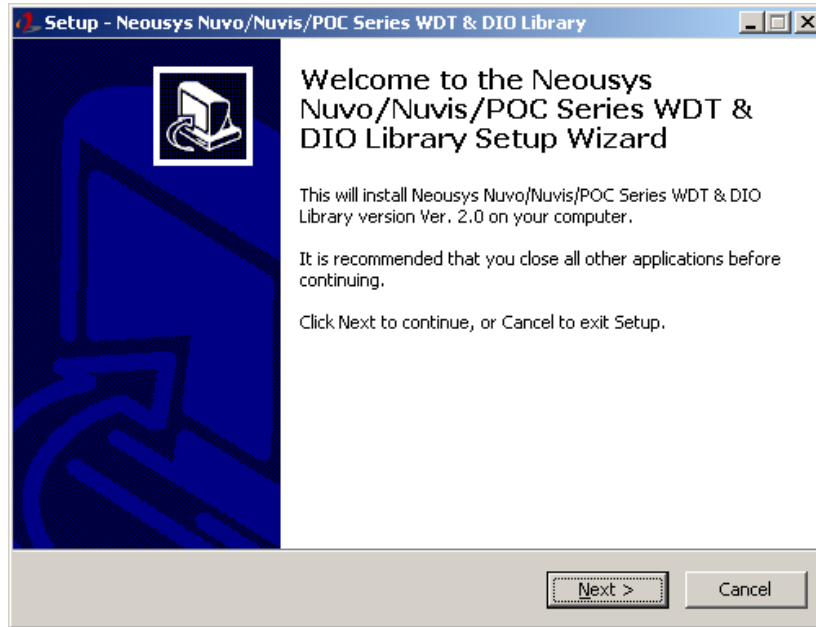 Setup - Neousys Nuvo/Nuvis/POC Series WDT & DIO Library
Welcome to the Neousys
Nuvo/Nuvis/POC Series WDT &
DIO Library Setup Wizard
This will install Neousys Nuvo/Nuvis/POC Series WDT & DIO
Library version Ver. 2.0 on your computer.
It is recommended that you close all other applications before
continuing.
Click Next to continue, or Cancel to exit Setup.
Next >
Cancel